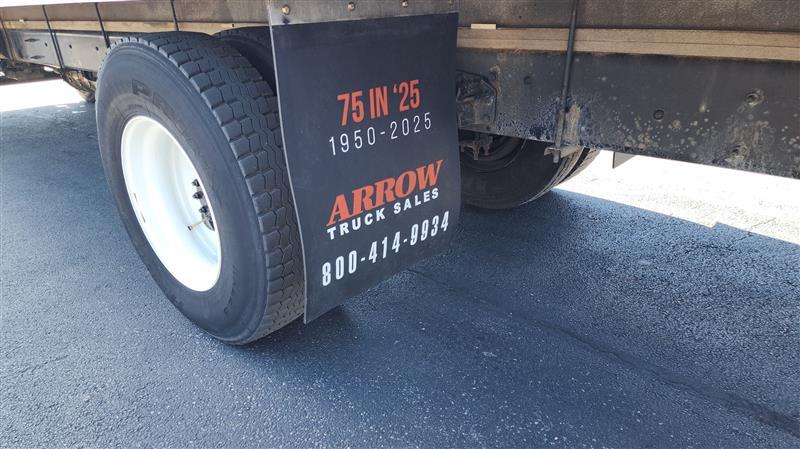 75 IN '25
1950-2025
ARROW
TRUCK SALES
800-414-9934